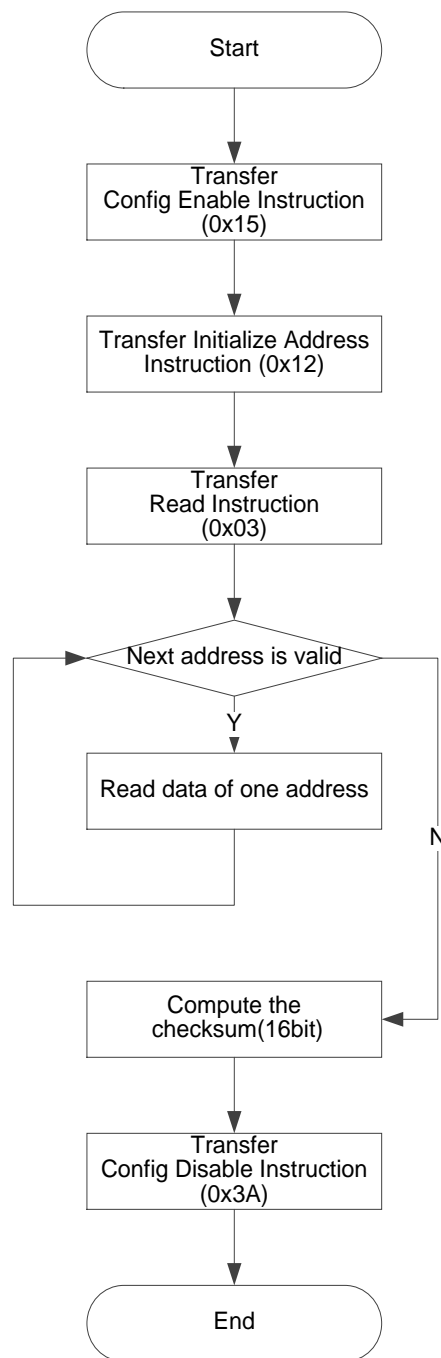 Start
Transfer
Config Enable Instruction
(0x15)
Transfer Initialize Address
Instruction (0x12)
Transfer
Read Instruction
(0x03)
Next address is valid
Y
Read data of one address
N
Compute the
checksum(16bit)
Transfer
Config Disable Instruction
(0x3A)
End